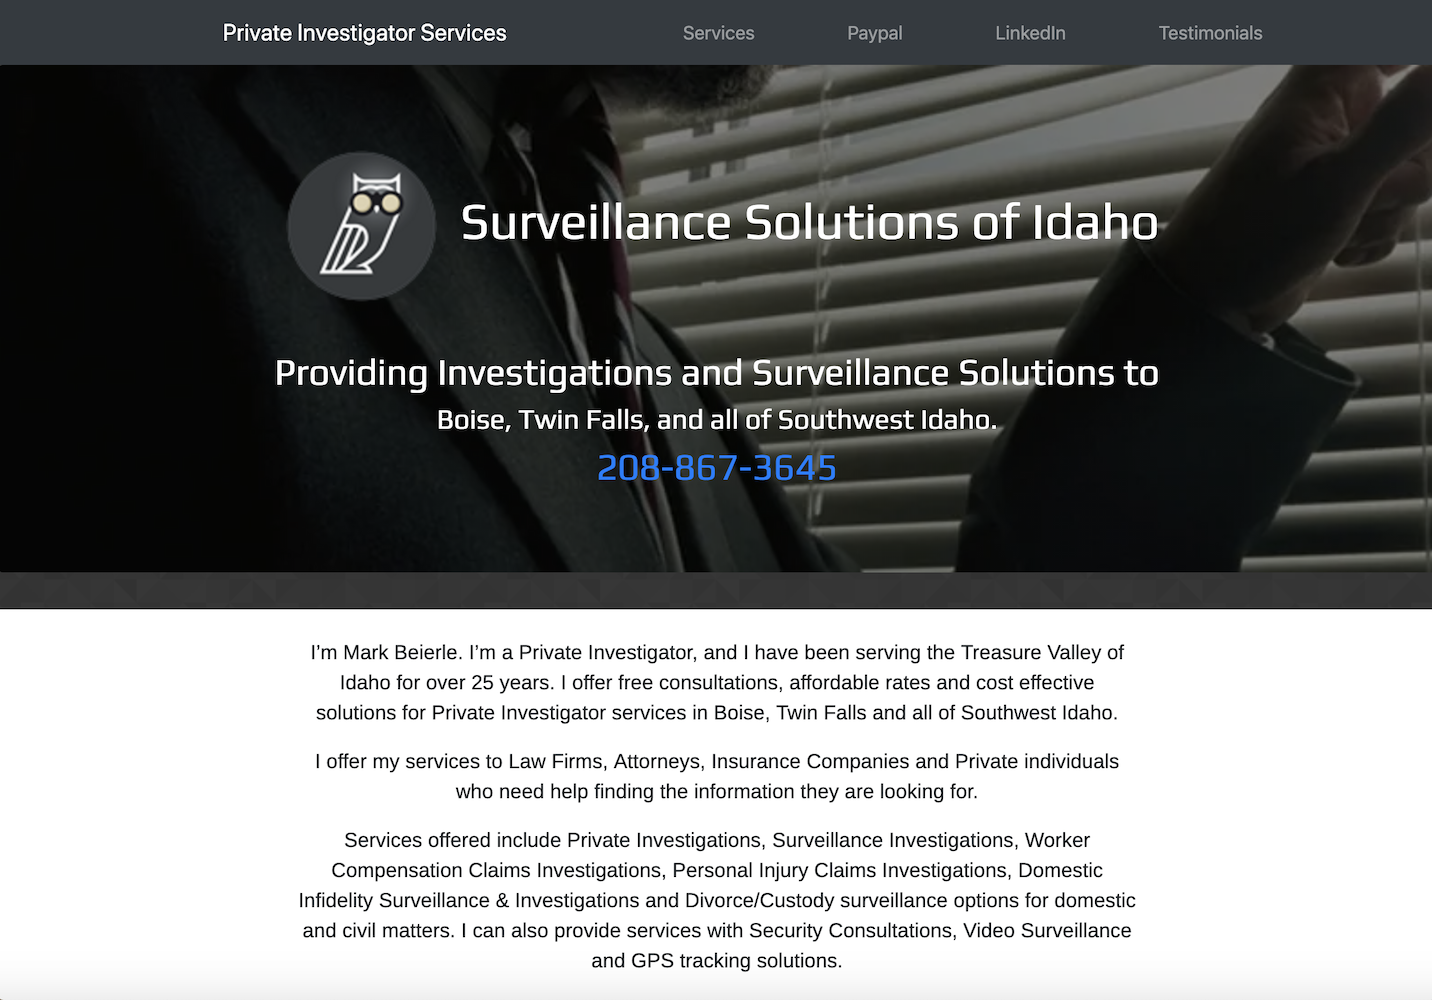 Private Investigator Services
Services
Paypal
LinkedIn
Testimonials
Surveillance Solutions of Idaho
Providing Investigations and Surveillance Solutions to
Boise, Twin Falls, and all of Southwest Idaho.
208-867-3645
I’m Mark Beierle. I’m a Private Investigator, and I have been serving the Treasure Valley of
Idaho for over 25 years. I offer free consultations, affordable rates and cost effective
solutions for Private Investigator services in Boise, Twin Falls and all of Southwest Idaho.
I offer my services to Law Firms, Attorneys, Insurance Companies and Private individuals
who need help finding the information they are looking for.
Services offered include Private Investigations, Surveillance Investigations, Worker
Compensation Claims Investigations, Personal Injury Claims Investigations, Domestic
Infidelity Surveillance & Investigations and Divorce/Custody surveillance options for domestic
and civil matters. I can also provide services with Security Consultations, Video Surveillance
and GPS tracking solutions.